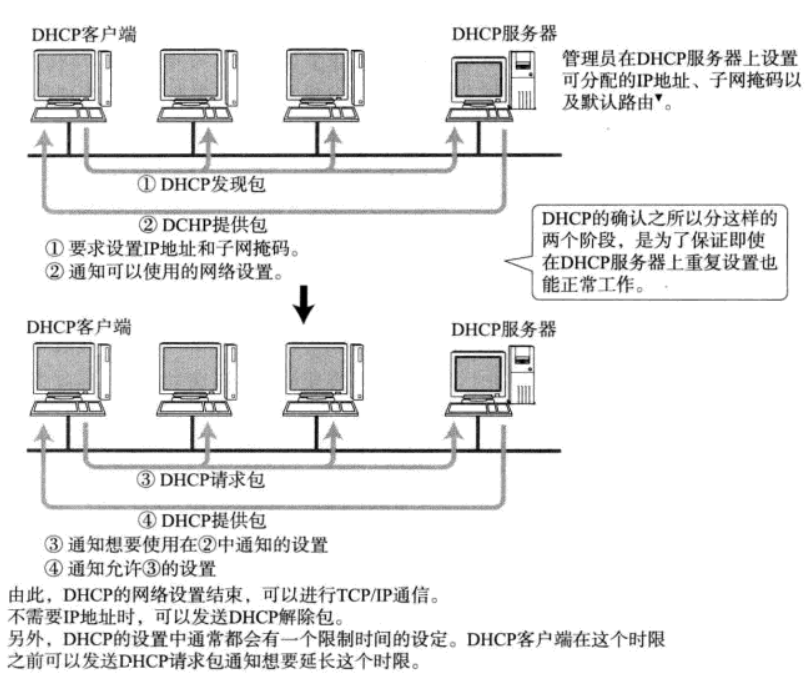 DHCP客户端
DHCP服务器
管理员在DHCP服务器上设置
可分配的IP地址、子网掩码以
及默认路由▼。
① DHCP发现包
② DCHP提供包
① 要求设置IP地址和子网掩码。
② 通知可以使用的网络设置。
DHCP的确认之所以分这样的
两个阶段，是为了保证即使
在DHCP服务器上重复设置也
能正常工作。
DHCP客户端
DHCP服务器
③ DHCP请求包
④ DHCP提供包
③ 通知想要使用在②中通知的设置
④ 通知允许③的设置
由此，DHCP的网络设置结束，可以进行TCP/IP通信。
不需要IP地址时，可以发送DHCP解除包。
另外，DHCP的设置中通常都会有一个限制时间的设定。DHCP客户端在这个时限
之前可以发送DHCP请求包通知想要延长这个时限。